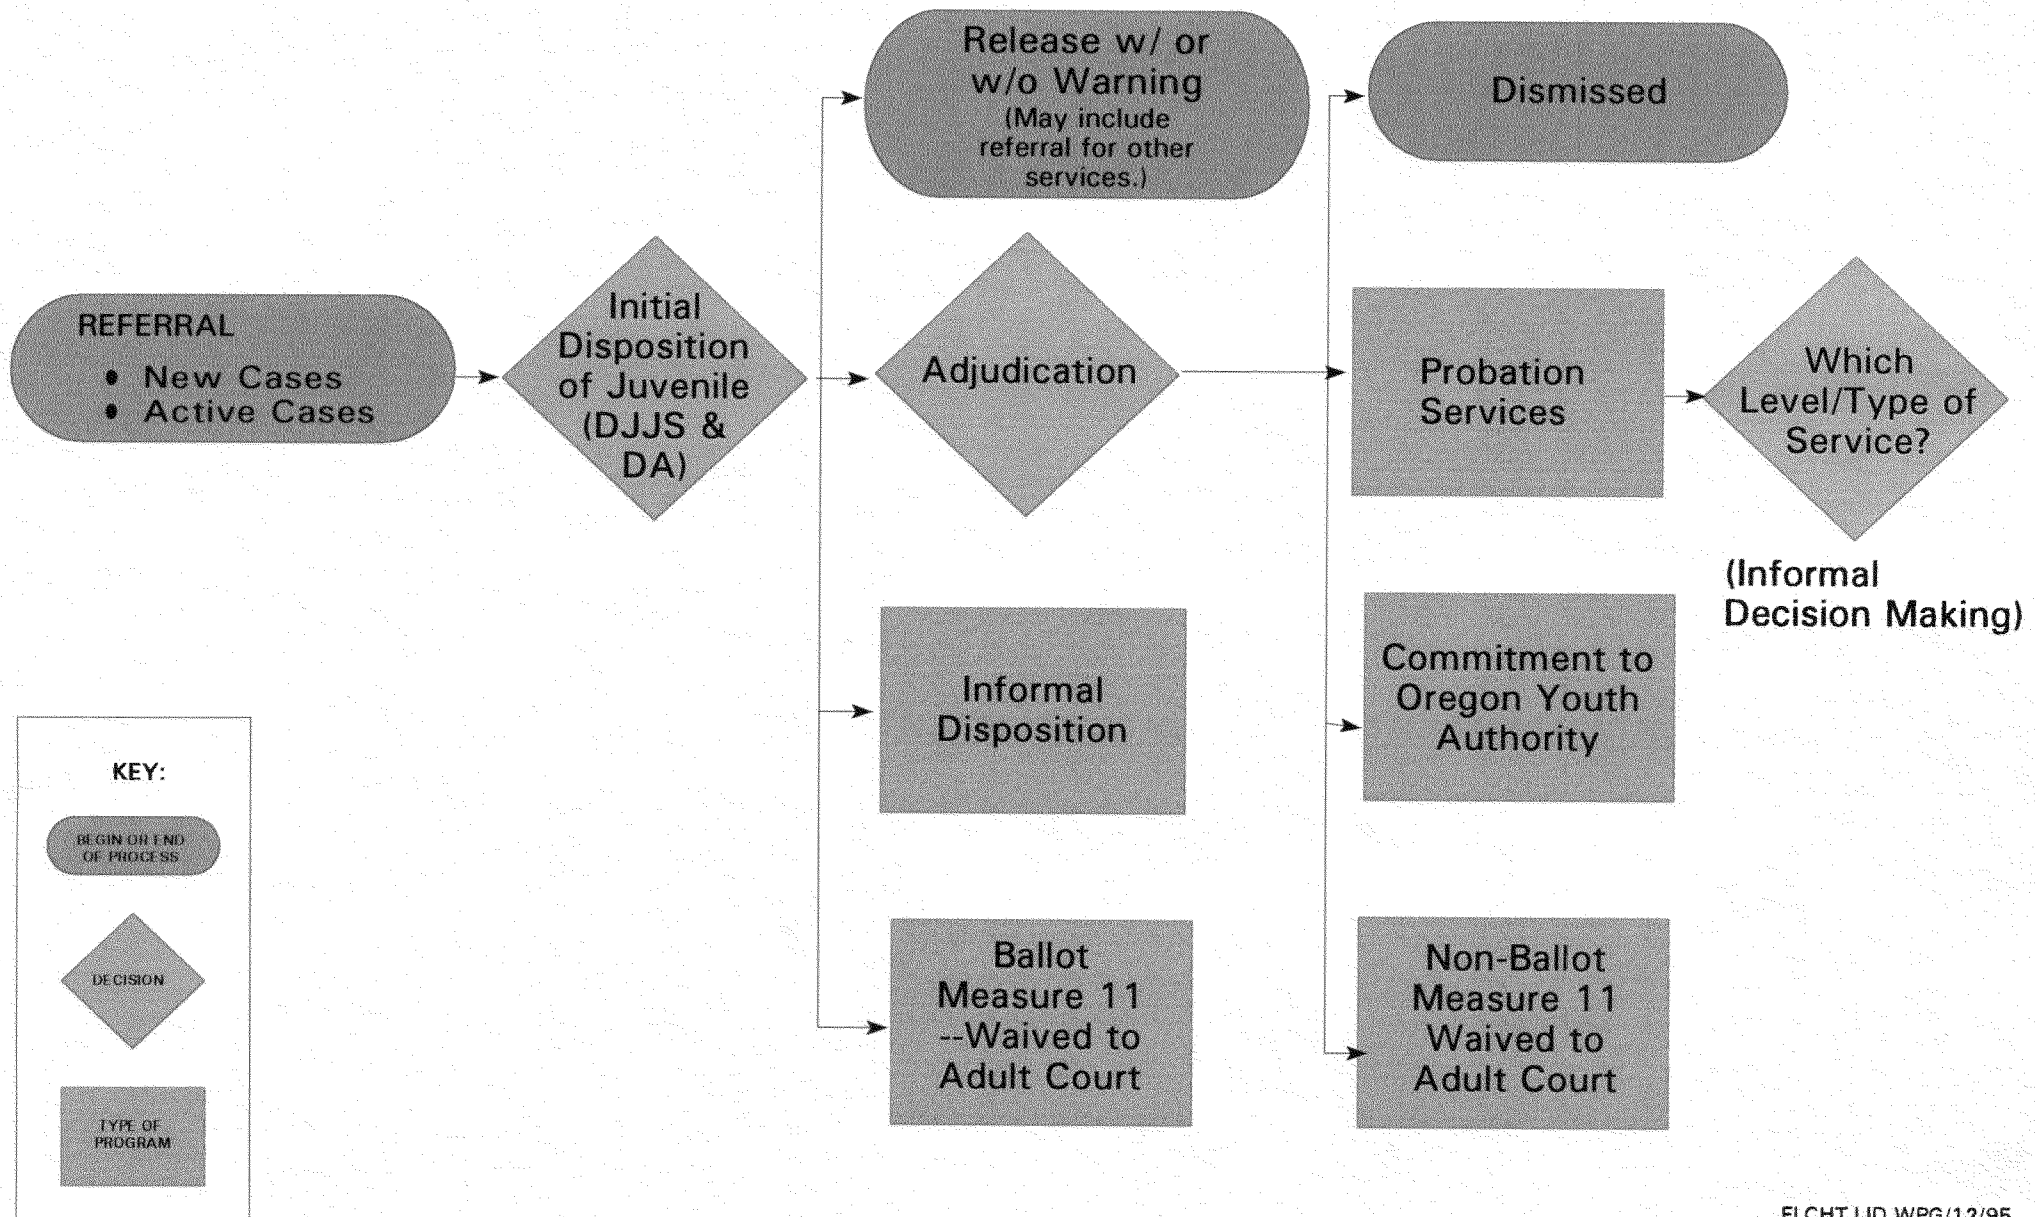 REFERRAL
• New Cases
• Active Cases
Initial
Disposition
of Juvenile
(DJJS &
DA)
Release w/ or
w/o Warning
(May include
referral for other
services.)
Adjudication
Informal
Disposition
Ballot
Measure 11
--Waived to
Adult Court
Dismissed
Probation
Services
Commitment to
Oregon Youth
Authority
Non-Ballot
Measure 11
Waived to
Adult Court
Which
Level/Type of
Service?
(Informal
Decision Making)
KEY:
BEGIN OR END
OF PROCESS
DECISION
TYPE OF
PROGRAM
WPG/12/95